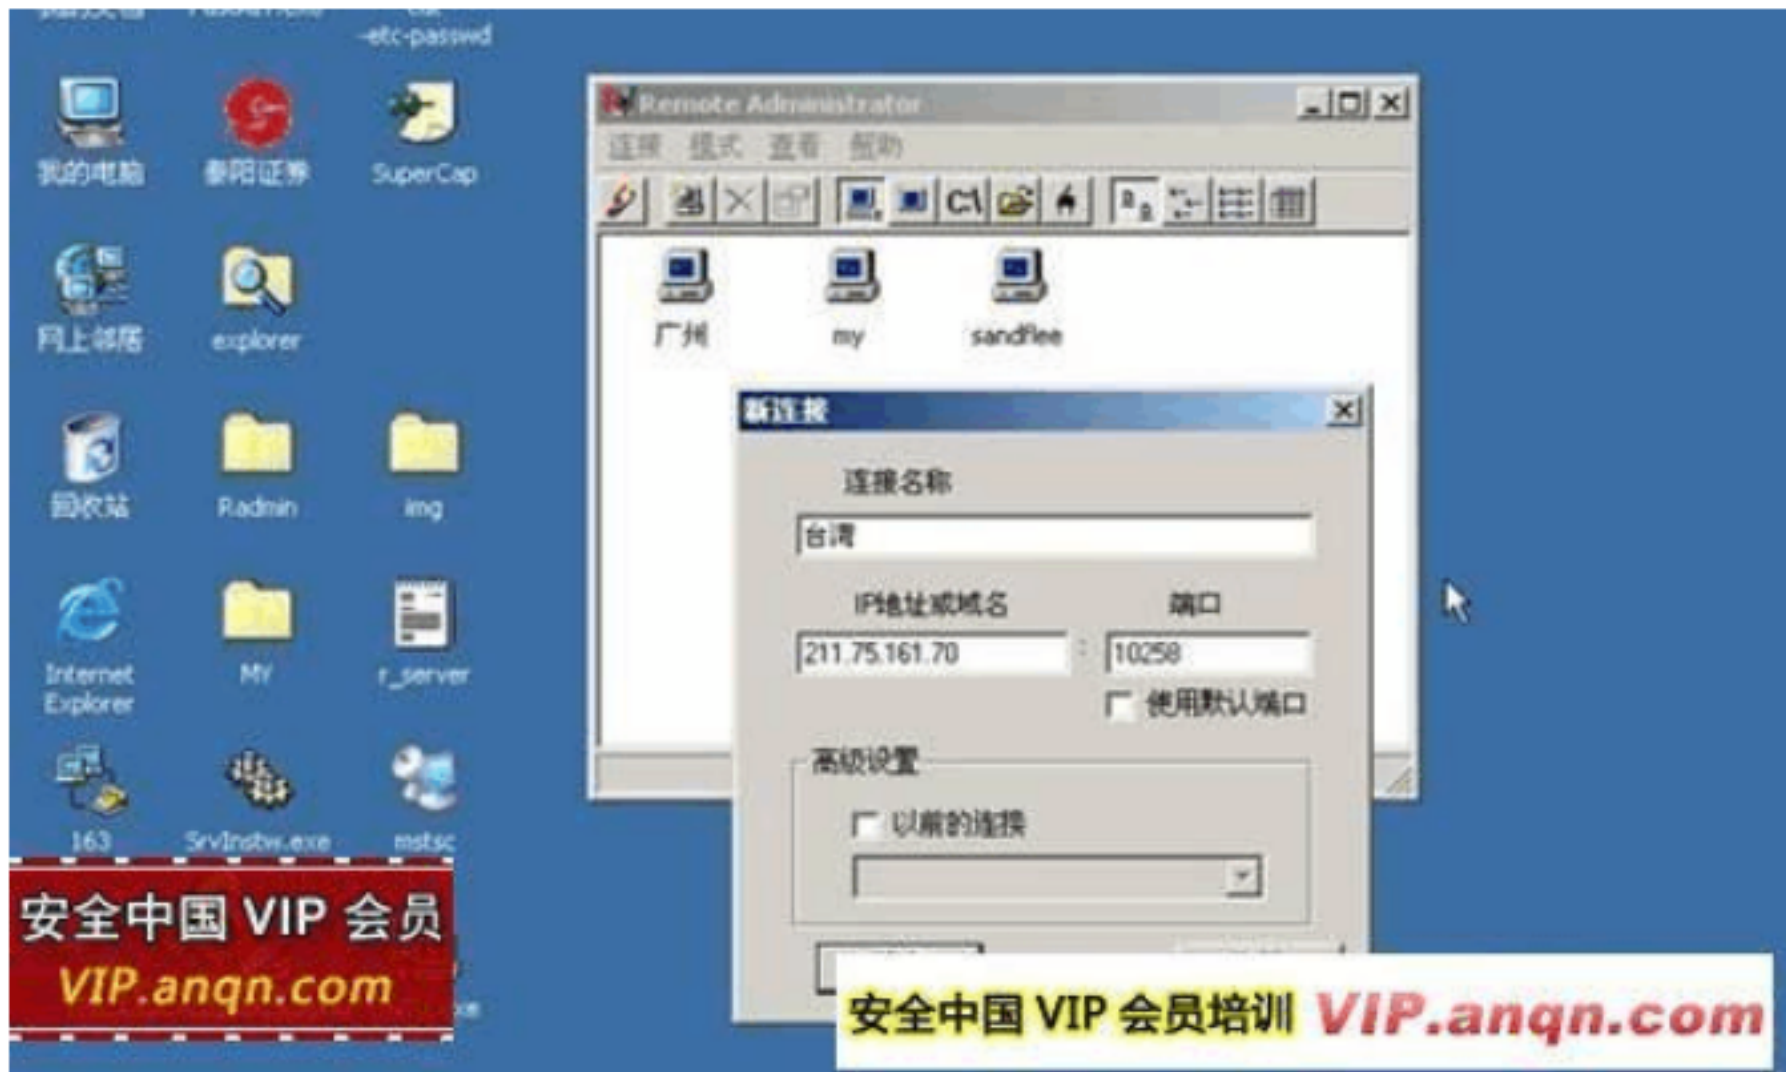 -etc-passwd
我的电脑
泰阳证券
SuperCap
网上邻居
explorer
回收站
Radmin
img
Internet
Explorer
MY
r_server
163
SrvInstw.exe
mstsc
Remote Administrator
连接 模式 查看 帮助
C:\
广州
my
sandflee
新连接
连接名称
台湾
IP地址或域名
端口
211.75.161.70
:
10258
使用默认端口
高级设置
以前的连接
安全中国 VIP 会员
VIP.anqn.com
安全中国 VIP 会员培训 VIP.anqn.com